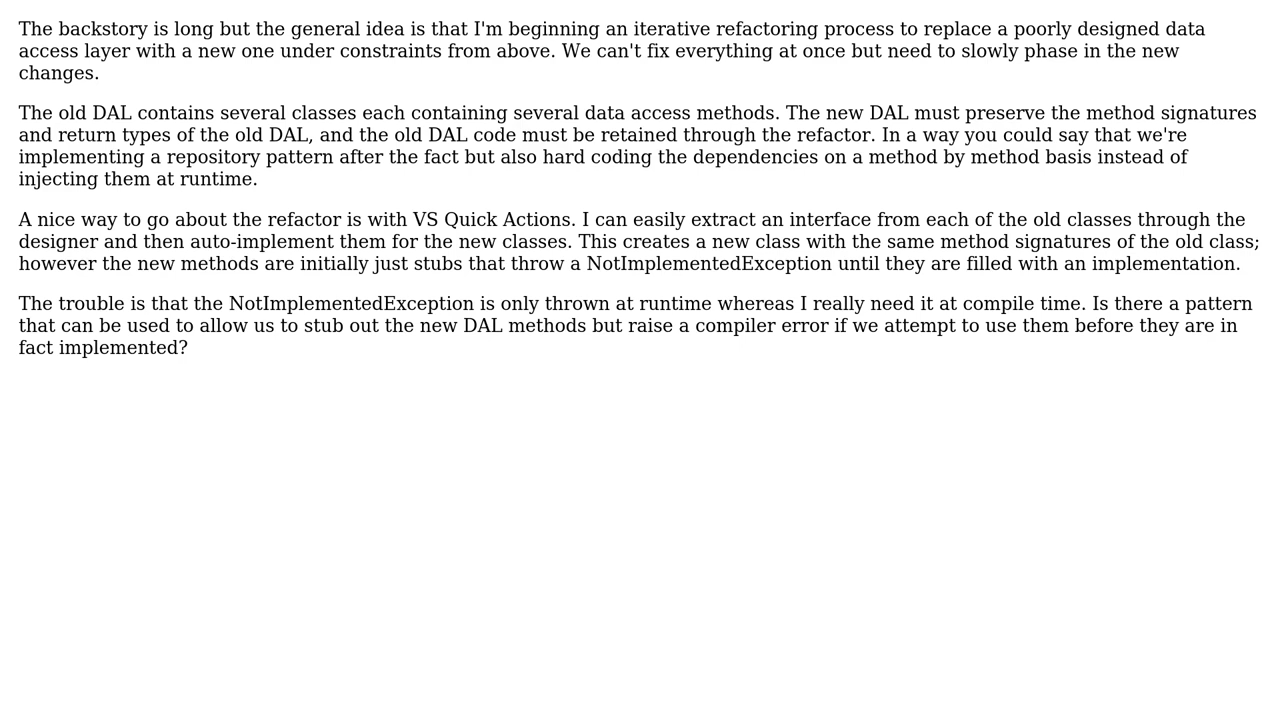 The backstory is long but the general idea is that I'm beginning an iterative refactoring process to replace a poorly designed data
access layer with a new one under constraints from above. We can't fix everything at once but need to slowly phase in the new
changes.
The old DAL contains several classes each containing several data access methods. The new DAL must preserve the method signatures
and return types of the old DAL, and the old DAL code must be retained through the refactor. In a way you could say that we're
implementing a repository pattern after the fact but also hard coding the dependencies on a method by method basis instead of
injecting them at runtime.
A nice way to go about the refactor is with VS Quick Actions. I can easily extract an interface from each of the old classes through the
designer and then auto-implement them for the new classes. This creates a new class with the same method signatures of the old class;
however the new methods are initially just stubs that throw a NotImplementedException until they are filled with an implementation.
The trouble is that the NotImplementedException is only thrown at runtime whereas I really need it at compile time. Is there a pattern
that can be used to allow us to stub out the new DAL methods but raise a compiler error if we attempt to use them before they are in
fact implemented?